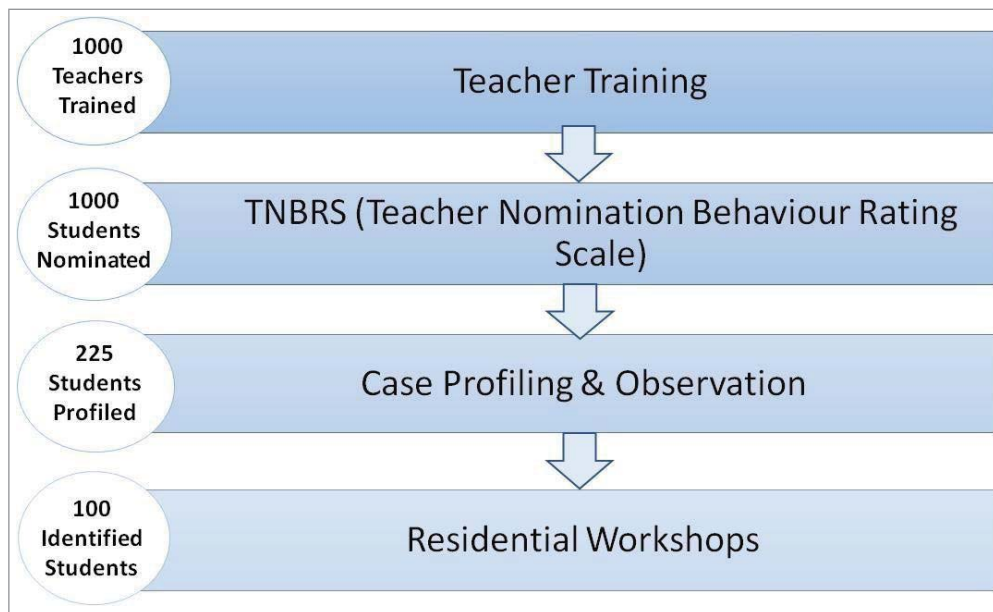 1000
Teachers
Trained
Teacher Training
1000
Students
Nominated
TNBRS (Teacher Nomination Behaviour Rating
Scale)
225
Students
Profiled
Case Profiling & Observation
100
Identified
Students
Residential Workshops